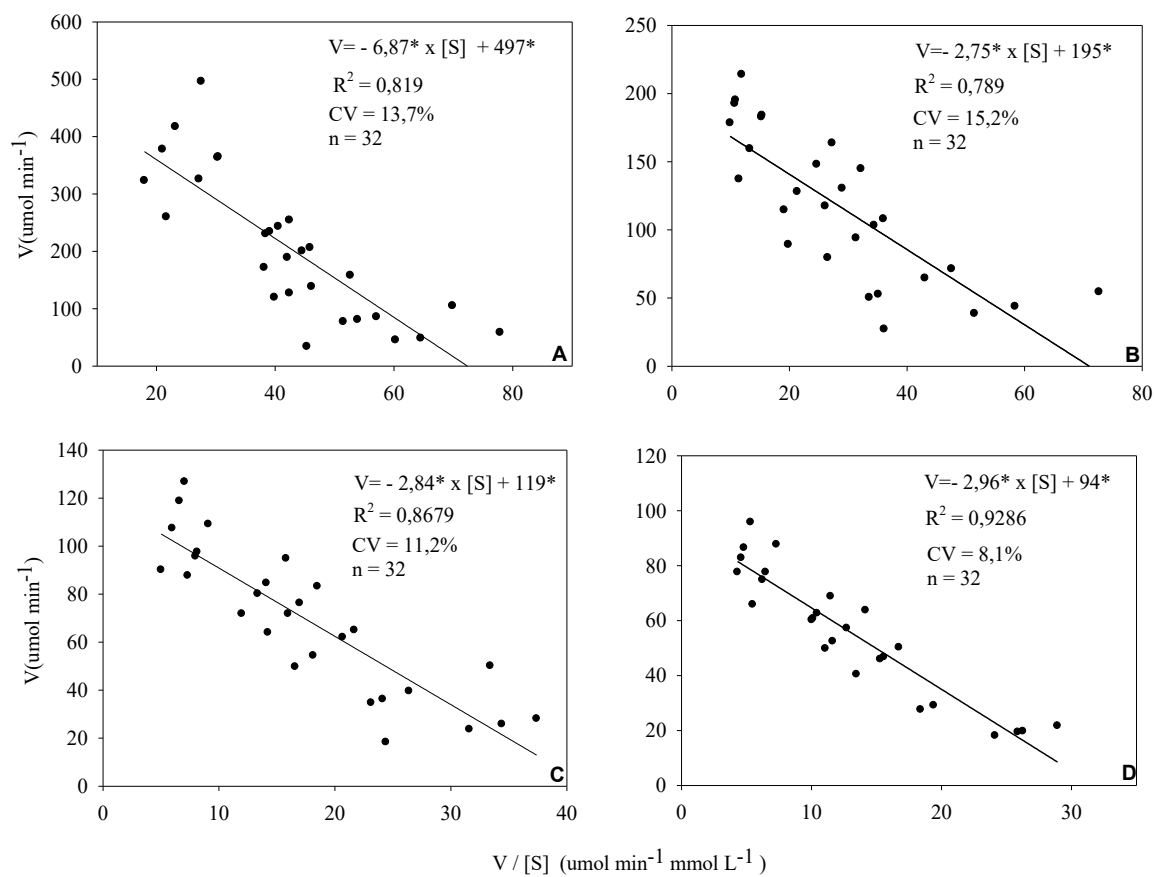 600
500
400
300
200
100
0
20
40
60
80
V(umol min-1)
V= - 6,87* x [S] + 497*
R2 = 0,819
CV = 13,7%
n = 32
A
250
200
150
100
50
0
0
20
40
60
80
V=- 2,75* x [S] + 195*
R2 = 0,789
CV = 15,2%
n = 32
B
140
120
100
80
60
40
20
0
0
10
20
30
40
V(umol min-1)
V= - 2,84* x [S] + 119*
R2 = 0,8679
CV = 11,2%
n = 32
C
120
100
80
60
40
20
0
0
10
20
30
V=- 2,96* x [S] + 94*
R2 = 0,9286
CV = 8,1%
n = 32
D
V / [S] (umol min-1 mmol L-1 )